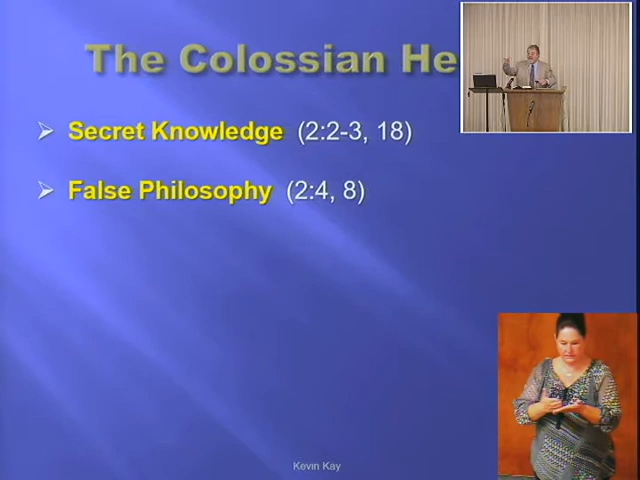 The Colossian He
Secret Knowledge (2:2-3, 18)
False Philosophy (2:4, 8)
Kevin Kay